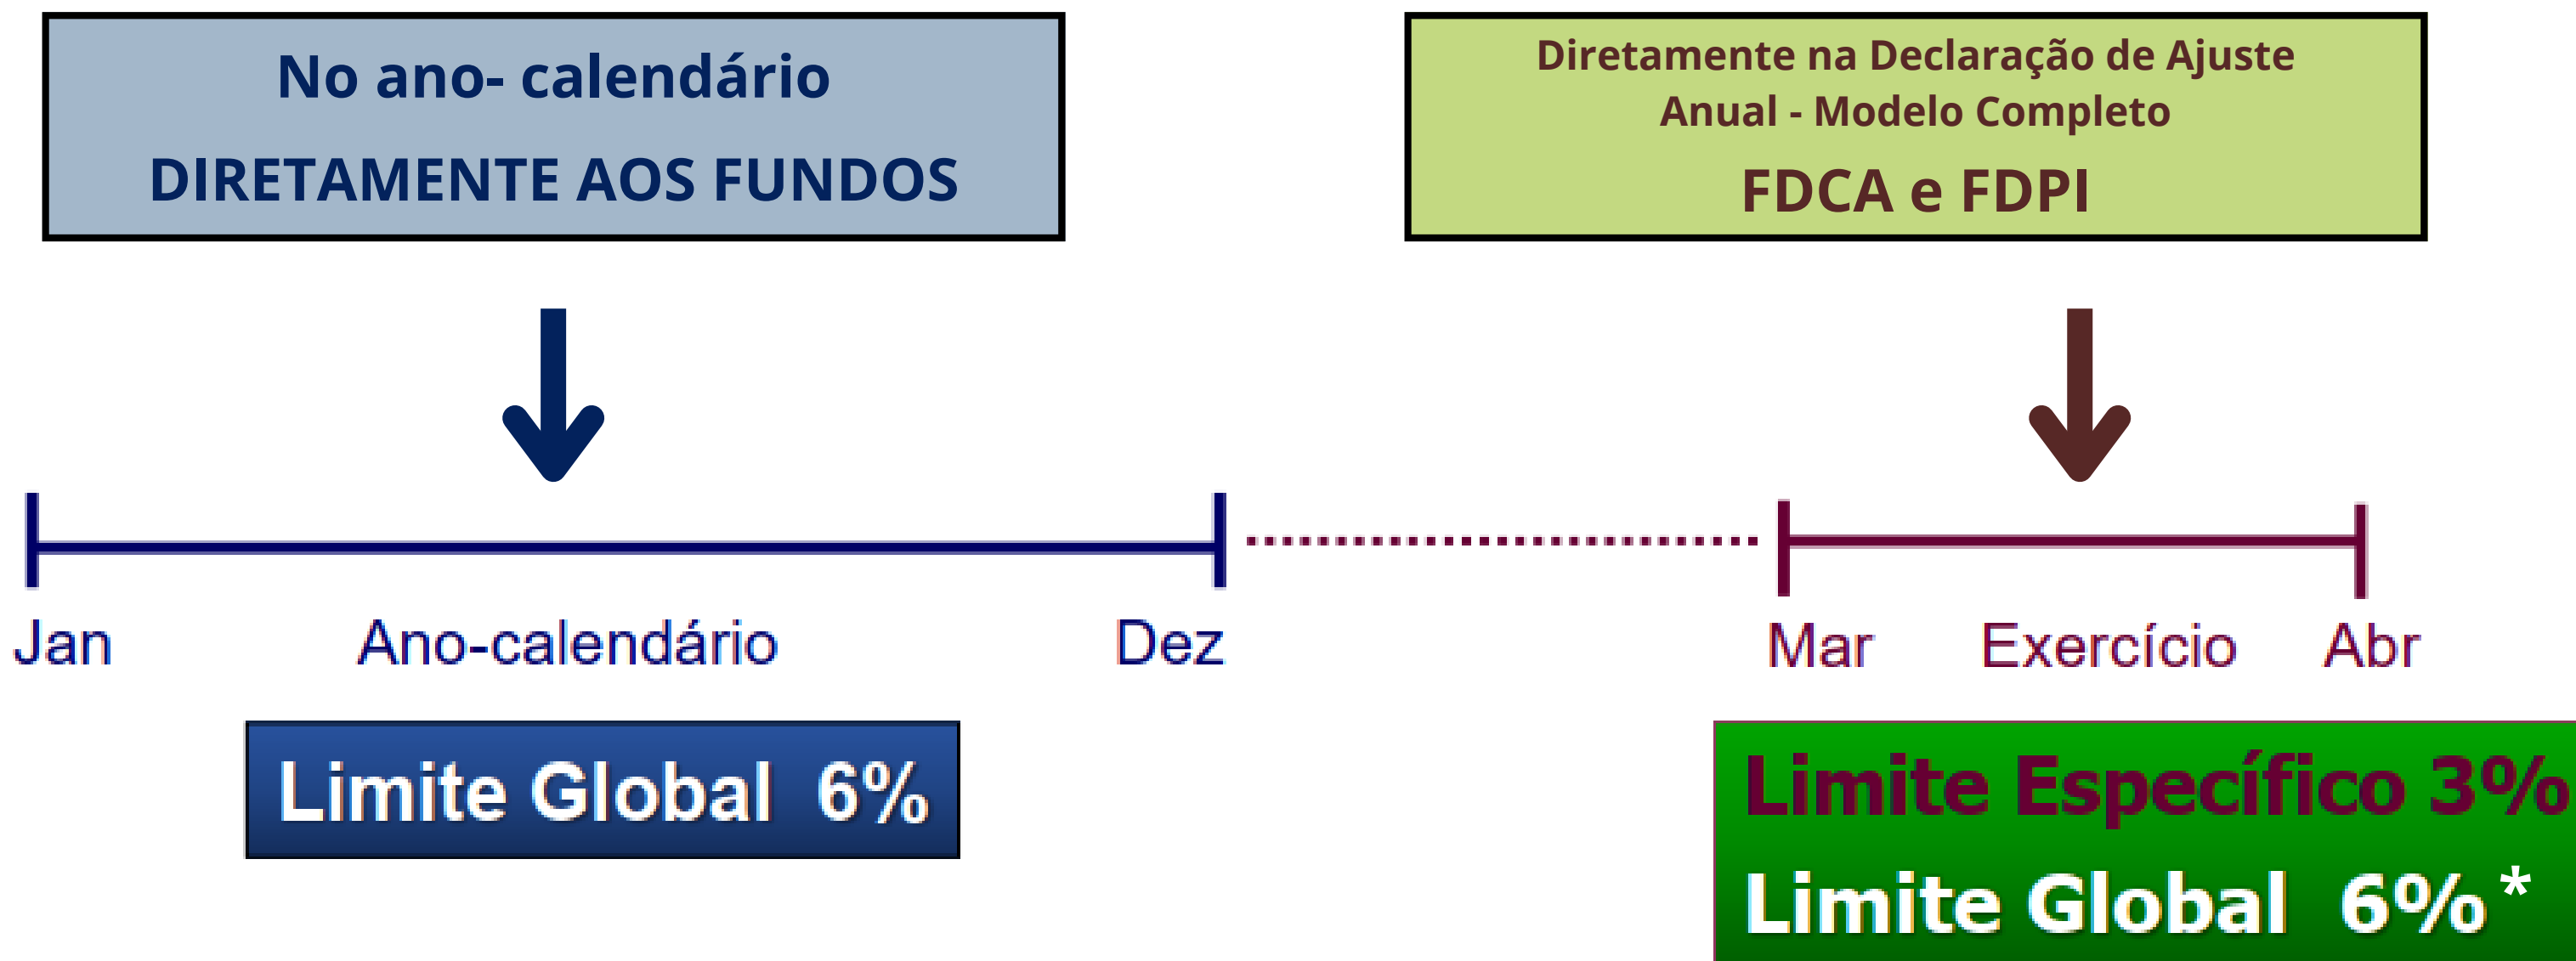 No ano- calendário
DIRETAMENTE AOS FUNDOS
Diretamente na Declaração de Ajuste
Anual - Modelo Completo
FDCA e FDPI
Jan Ano-calendário Dez
Mar Exercício Abr
Limite Global 6%
Limite Específico 3%
Limite Global 6%*